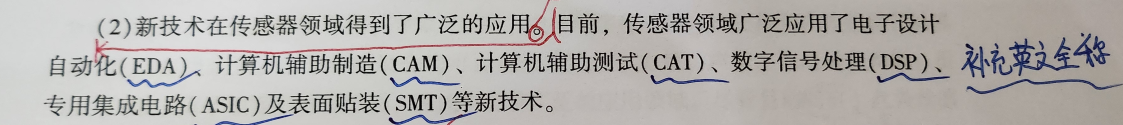 (2)新技术在传感器领域得到了广泛的应用。目前，传感器领域广泛应用了电子设计
自动化(EDA)、计算机辅助制造(CAM)、计算机辅助测试(CAT)、数字信号处理(DSP)、 补充英文全称
专用集成电路(ASIC)及表面贴装(SMT)等新技术。